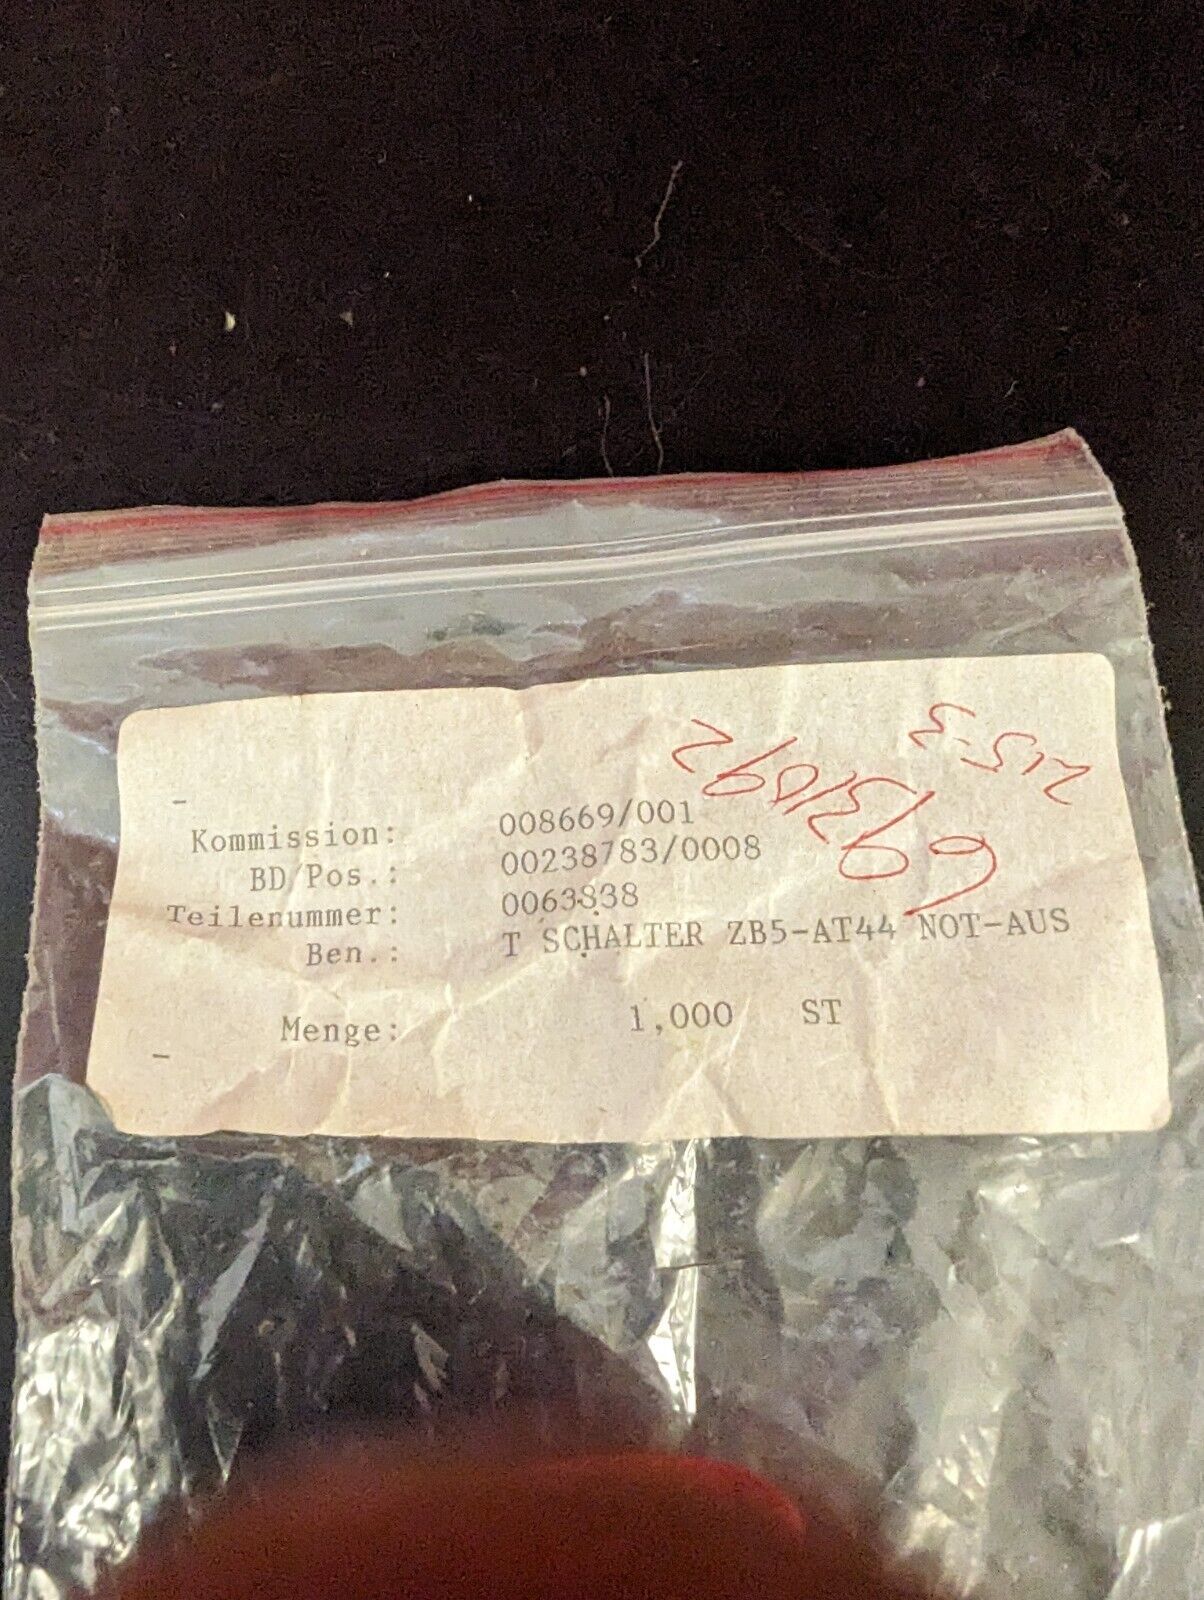 Kommission: 008669/001
BD/Pos.: 00238783/0008
Teilenummer: 0063838
Ben.: T SCHALTER ZB5-AT44 NOT-AUS
Menge: 1,000 ST